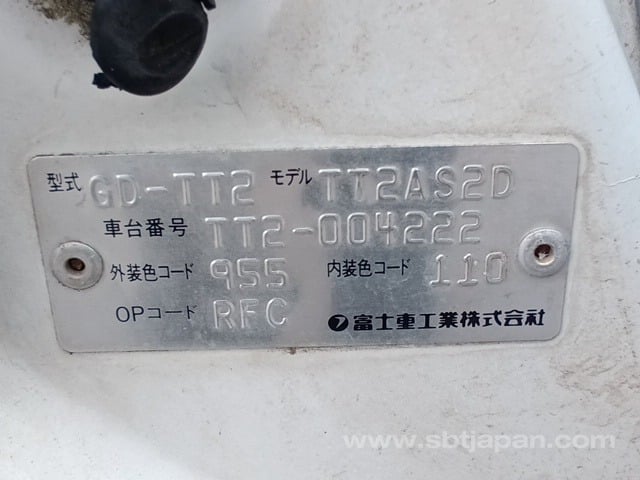 型式 GD-TT2 モデル TT2AS2D
車台番号 TT2-004222
外装色コード 955 内装色コード 110
OPコード RFC 富士重工業株式会社
www.sbtjapan.com